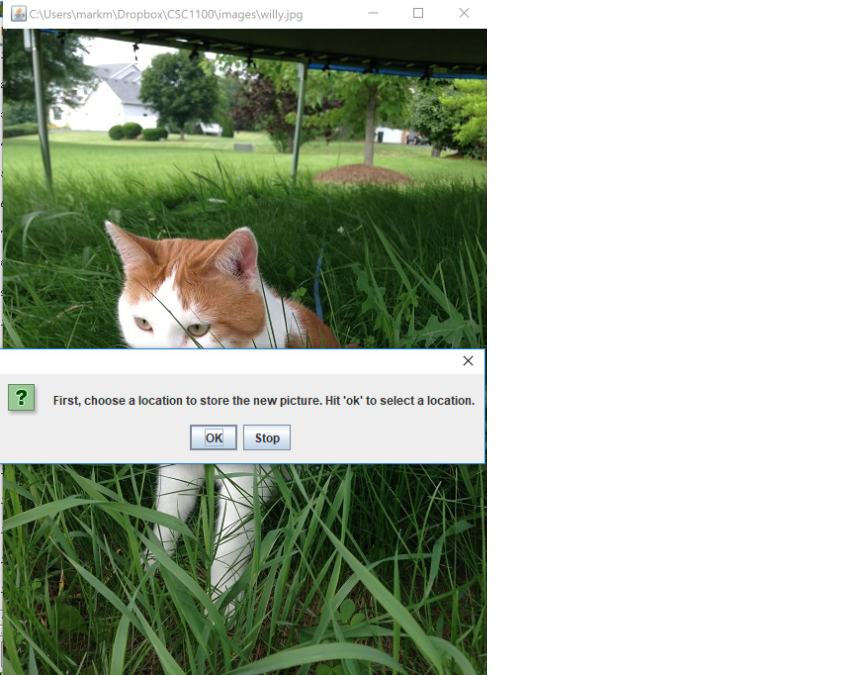 C:\Users\markm\Dropbox\CSC1100\images\willy.jpg
?
First, choose a location to store the new picture. Hit 'ok' to select a location.
OK
Stop